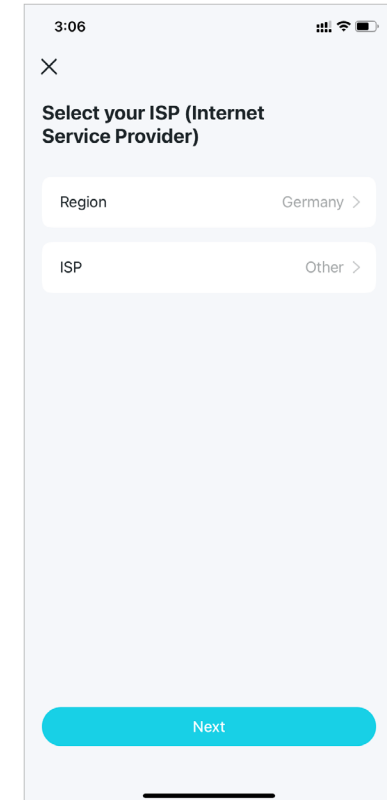 3:06
Select your ISP (Internet
Service Provider)
Region Germany
ISP Other
Next